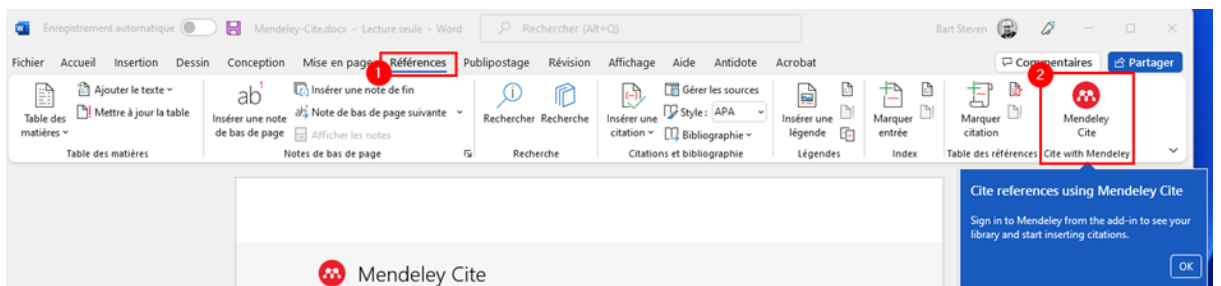 Enregistrement automatique
Mendeley-Cite.docx - Lecture seule - Word
Rechercher (Alt+Q)
Bart Steven
Fichier Accueil Insertion Dessin Conception Mise en page Références Publipostage Révision Affichage Aide Antidote Acrobat
Commentaires
Partager
1
2
Table des
matières
Ajouter le texte
Mettre à jour la table
Table des matières
ab1
Insérer une note
de bas de page
Insérer une note de fin
Note de bas de page suivante
Afficher les notes
Notes de bas de page
Rechercher
Recherche
Recherche
Insérer une
citation
Gérer les sources
Style : APA
Bibliographie
Citations et bibliographie
Insérer une
légende
Légendes
Marquer
entrée
Index
Marquer
citation
Table des références
Mendeley
Cite
Cite with Mendeley
Cite references using Mendeley Cite
Sign in to Mendeley from the add-in to see your
library and start inserting citations.
OK
Mendeley Cite